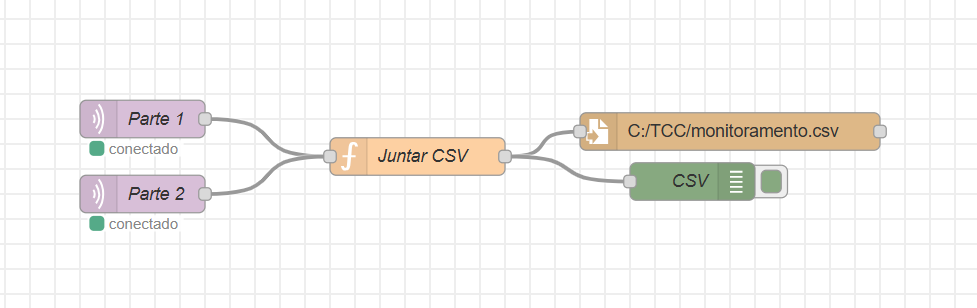 Parte 1
conectado
Parte 2
conectado
Juntar CSV
C:/TCC/monitoramento.csv
CSV